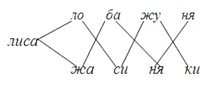 ло ба жу ня
лиса
жа си ня ки